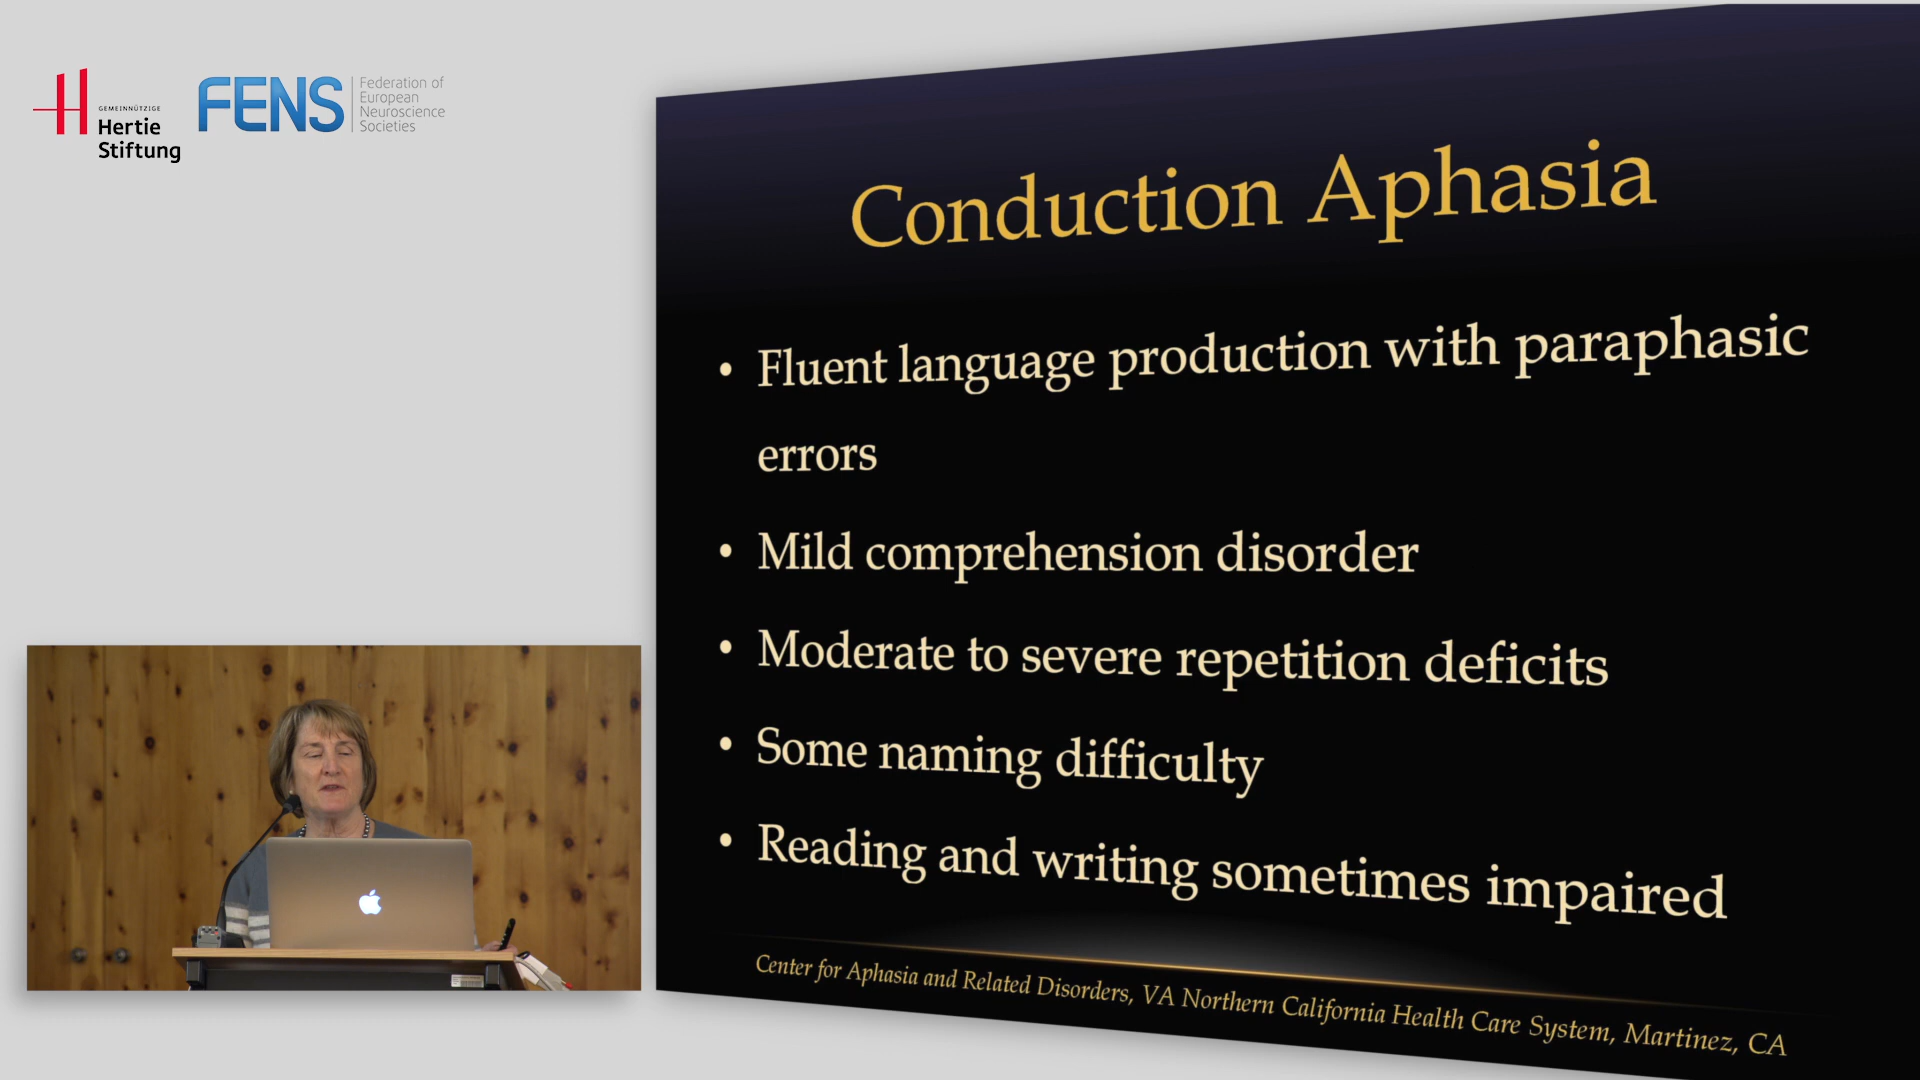 GEMEINNÜTZIGE
Hertie
Stiftung
FENS
Federation of
European
Neuroscience
Societies
Conduction Aphasia
• Fluent language production with paraphasic
errors
• Mild comprehension disorder
• Moderate to severe repetition deficits
• Some naming difficulty
• Reading and writing sometimes impaired
Center for Aphasia and Related Disorders, VA Northern California Health Care System, Martinez, CA